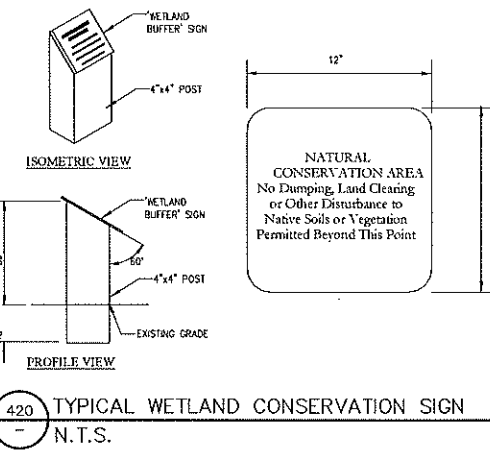 'WETLAND
BUFFER' SIGN
4"x4" POST
ISOMETRIC VIEW
12"
NATURAL
CONSERVATION AREA
No Dumping, Land Clearing
or Other Disturbance to
Native Soils or Vegetation
Permitted Beyond This Point
'WETLAND
BUFFER' SIGN
60°
4"x4" POST
EXISTING GRADE
PROFILE VIEW
420
-
TYPICAL WETLAND CONSERVATION SIGN
N.T.S.